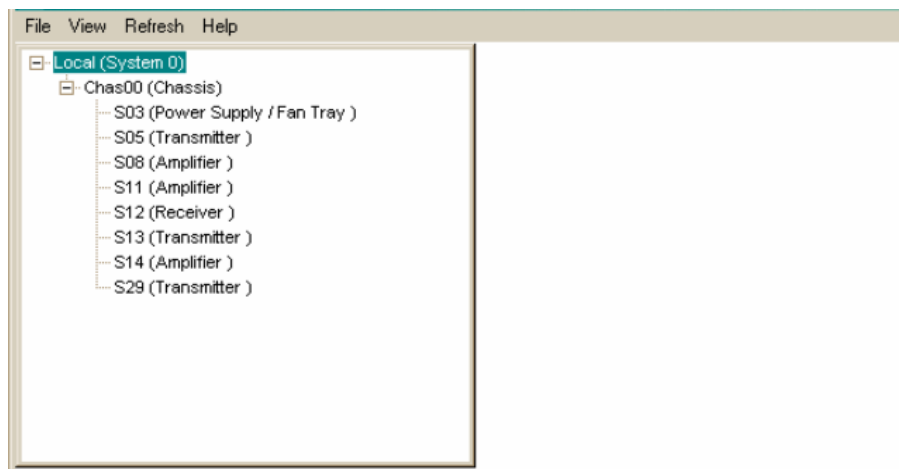 File View Refresh Help
Local (System 0)
Chas00 (Chassis)
S03 (Power Supply / Fan Tray )
S05 (Transmitter )
S08 (Amplifier )
S11 (Amplifier )
S12 (Receiver )
S13 (Transmitter )
S14 (Amplifier )
S29 (Transmitter )